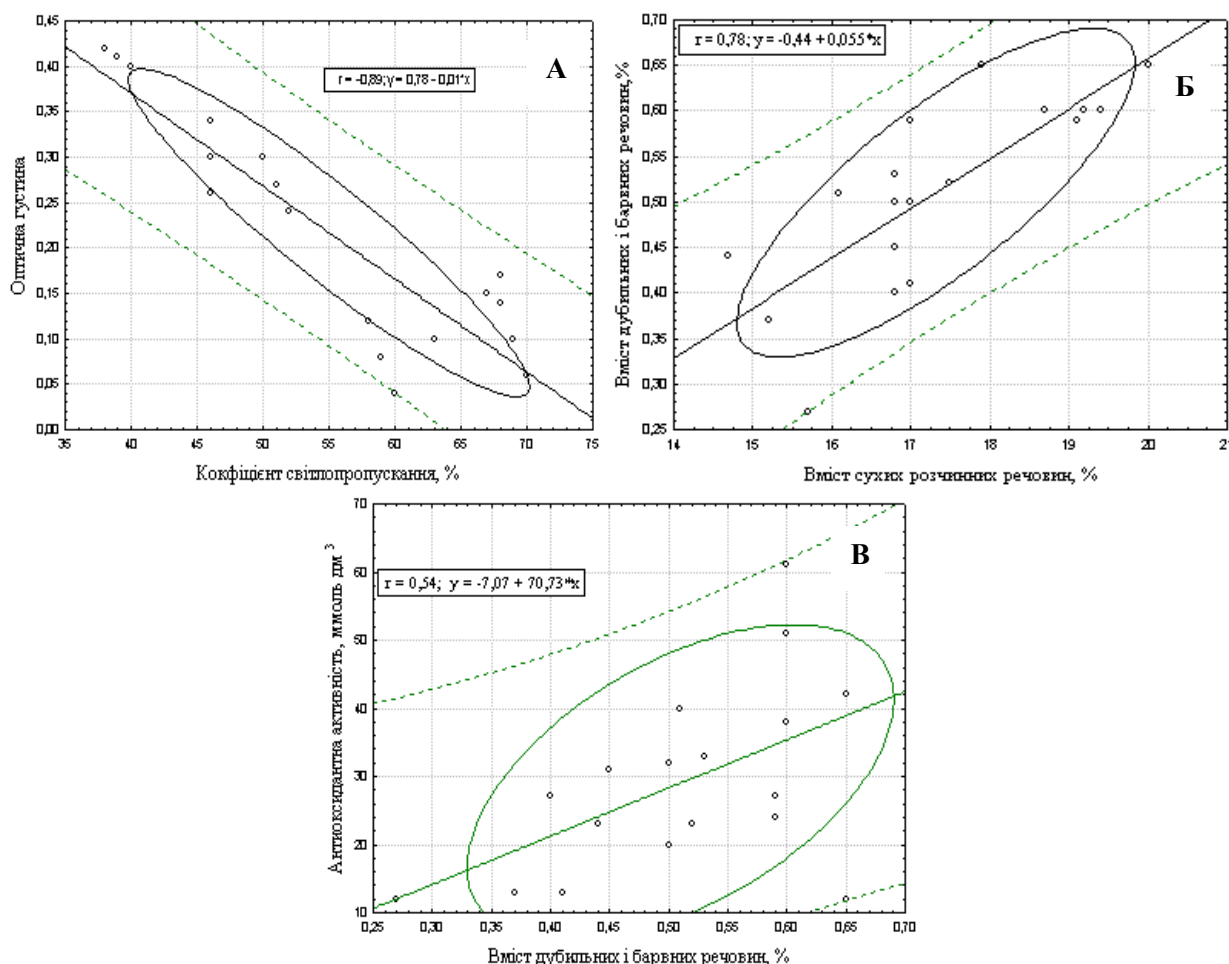 А
r = -0,89; y = 0,78 - 0,01*x
Оптична густина
0,40
0,35
0,30
0,25
0,20
0,15
0,10
0,05
0,00
35 40 45 50 55 60 65 70 75
Кокфіцієнт світлопропускання, %
Б
r = 0,78; y = -0,44 + 0,055*x
Вміст дубильних і барвних речовин, %
0,70
0,65
0,60
0,55
0,50
0,45
0,40
0,35
0,30
0,25
14 15 16 17 18 19 20 21
Вміст сухих розчинних речовин, %
В
r = 0,54; y = -7,07 + 70,73*x
Антиоксидантна активність, ммоль дм ³
70
60
50
40
30
20
10
0,25 0,30 0,35 0,40 0,45 0,50 0,55 0,60 0,65 0,70
Вміст дубильних і барвних речовин, %